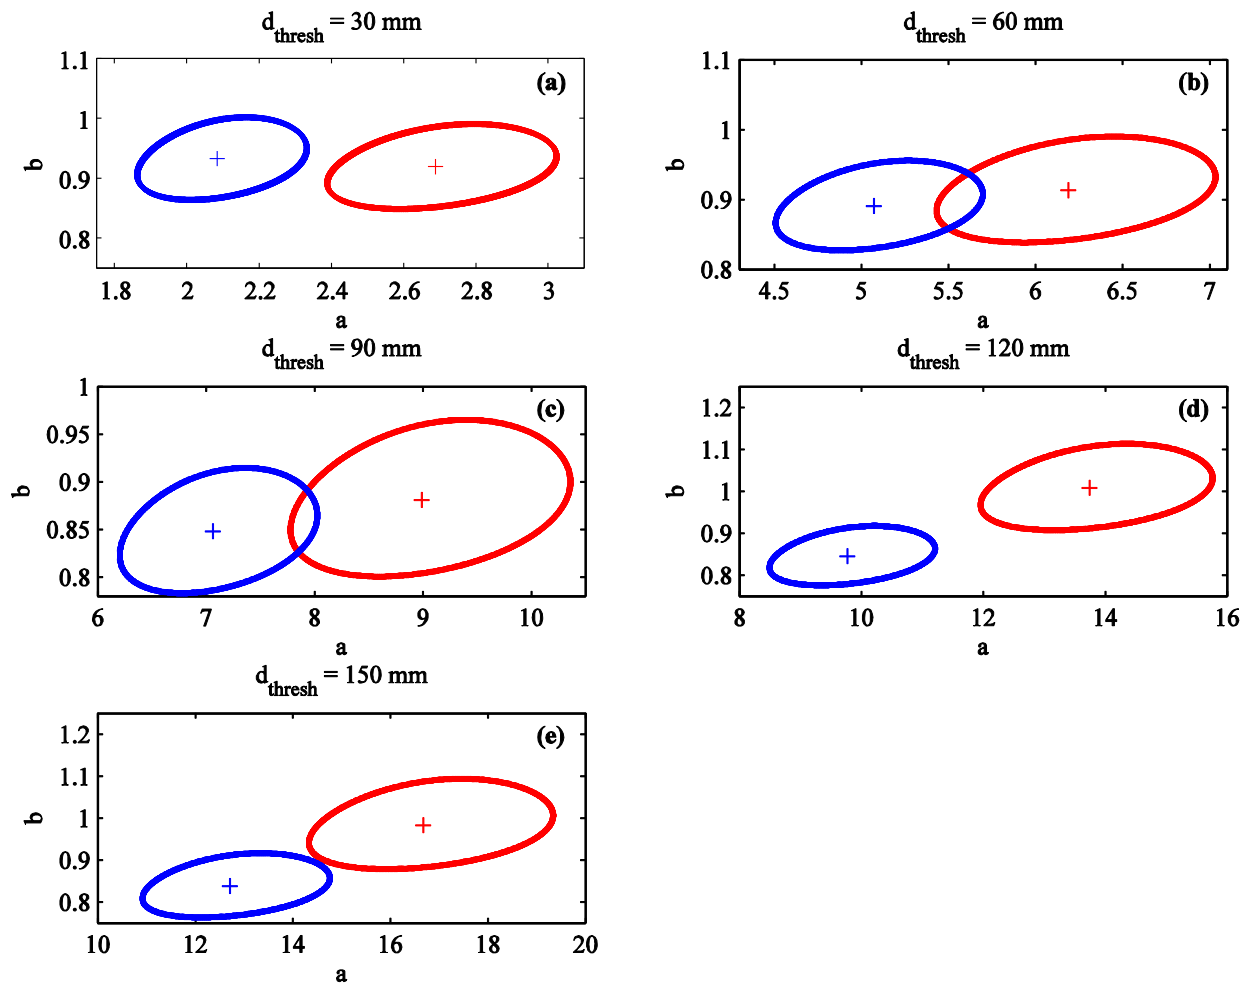 d_thresh = 30 mm
(a)
1.1
1
0.9
0.8
b
1.8 2 2.2 2.4 2.6 2.8 3
a
d_thresh = 60 mm
(b)
1.1
1
0.9
0.8
b
4.5 5 5.5 6 6.5 7
a
d_thresh = 90 mm
(c)
1
0.95
0.9
0.85
0.8
b
6 7 8 9 10
a
d_thresh = 120 mm
(d)
1.2
1.1
1
0.9
0.8
b
8 10 12 14 16
a
d_thresh = 150 mm
(e)
1.2
1.1
1
0.9
0.8
b
10 12 14 16 18 20
a